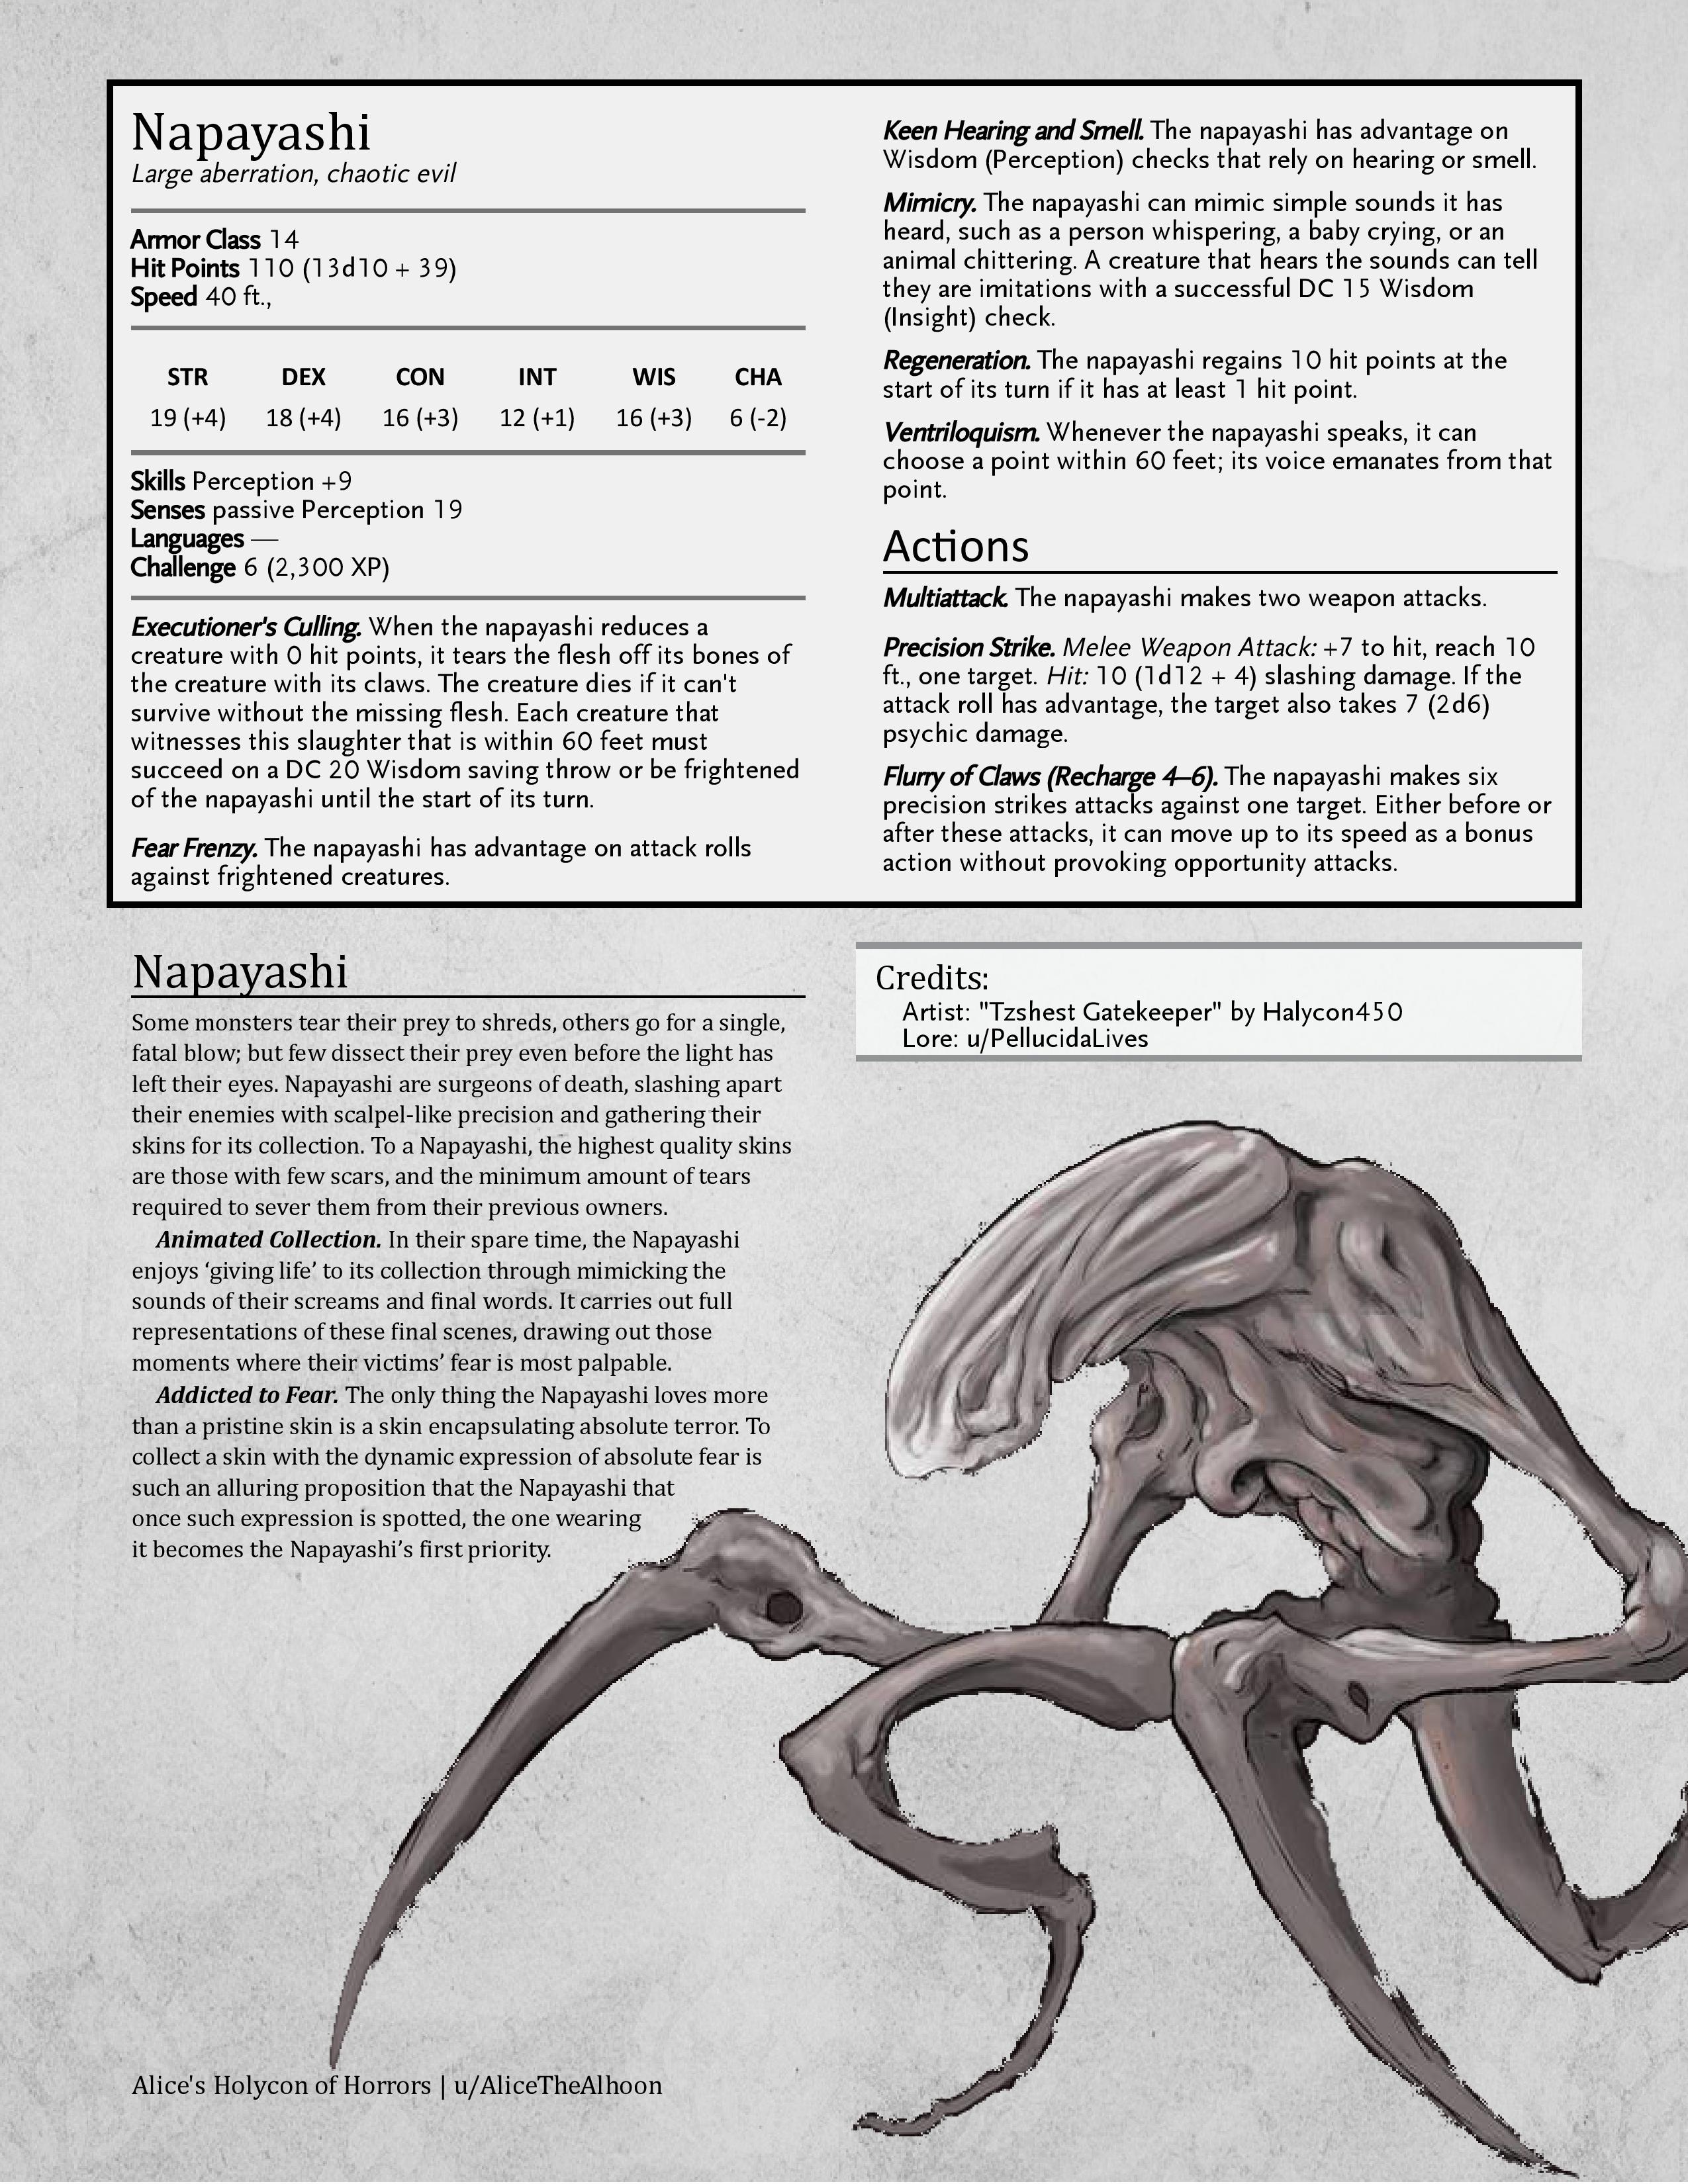 Napayashi
Large aberration, chaotic evil
Armor Class 14
Hit Points 110 (13d10 + 39)
Speed 40 ft.,
STR DEX CON INT WIS CHA
19 (+4) 18 (+4) 16 (+3) 12 (+1) 16 (+3) 6 (-2)
Skills Perception +9
Senses passive Perception 19
Languages —
Challenge 6 (2,300 XP)
Executioner's Culling. When the napayashi reduces a
creature with 0 hit points, it tears the flesh off its bones of
the creature with its claws. The creature dies if it can't
survive without the missing flesh. Each creature that
witnesses this slaughter that is within 60 feet must
succeed on a DC 20 Wisdom saving throw or be frightened
of the napayashi until the start of its turn.
Fear Frenzy. The napayashi has advantage on attack rolls
against frightened creatures.
Keen Hearing and Smell. The napayashi has advantage on
Wisdom (Perception) checks that rely on hearing or smell.
Mimicry. The napayashi can mimic simple sounds it has
heard, such as a person whispering, a baby crying, or an
animal chittering. A creature that hears the sounds can tell
they are imitations with a successful DC 15 Wisdom
(Insight) check.
Regeneration. The napayashi regains 10 hit points at the
start of its turn if it has at least 1 hit point.
Ventriloquism. Whenever the napayashi speaks, it can
choose a point within 60 feet; its voice emanates from that
point.
Actions
Multiattack. The napayashi makes two weapon attacks.
Precision Strike. Melee Weapon Attack: +7 to hit, reach 10
ft., one target. Hit: 10 (1d12 + 4) slashing damage. If the
attack roll has advantage, the target also takes 7 (2d6)
psychic damage.
Flurry of Claws (Recharge 4–6). The napayashi makes six
precision strikes attacks against one target. Either before or
after these attacks, it can move up to its speed as a bonus
action without provoking opportunity attacks.
Napayashi
Some monsters tear their prey to shreds, others go for a single,
fatal blow; but few dissect their prey even before the light has
left their eyes. Napayashi are surgeons of death, slashing apart
their enemies with scalpel-like precision and gathering their
skins for its collection. To a Napayashi, the highest quality skins
are those with few scars, and the minimum amount of tears
required to sever them from their previous owners.
Animated Collection. In their spare time, the Napayashi
enjoys ‘giving life’ to its collection through mimicking the
sounds of their screams and final words. It carries out full
representations of these final scenes, drawing out those
moments where their victims’ fear is most palpable.
Addicted to Fear. The only thing the Napayashi loves more
than a pristine skin is a skin encapsulating absolute terror. To
collect a skin with the dynamic expression of absolute fear is
such an alluring proposition that the Napayashi that
once such expression is spotted, the one wearing
it becomes the Napayashi’s first priority.
Credits:
Artist: "Tzshest Gatekeeper" by Halycon450
Lore: u/PellucidaLives
Alice's Holycon of Horrors | u/AliceTheAlhoon